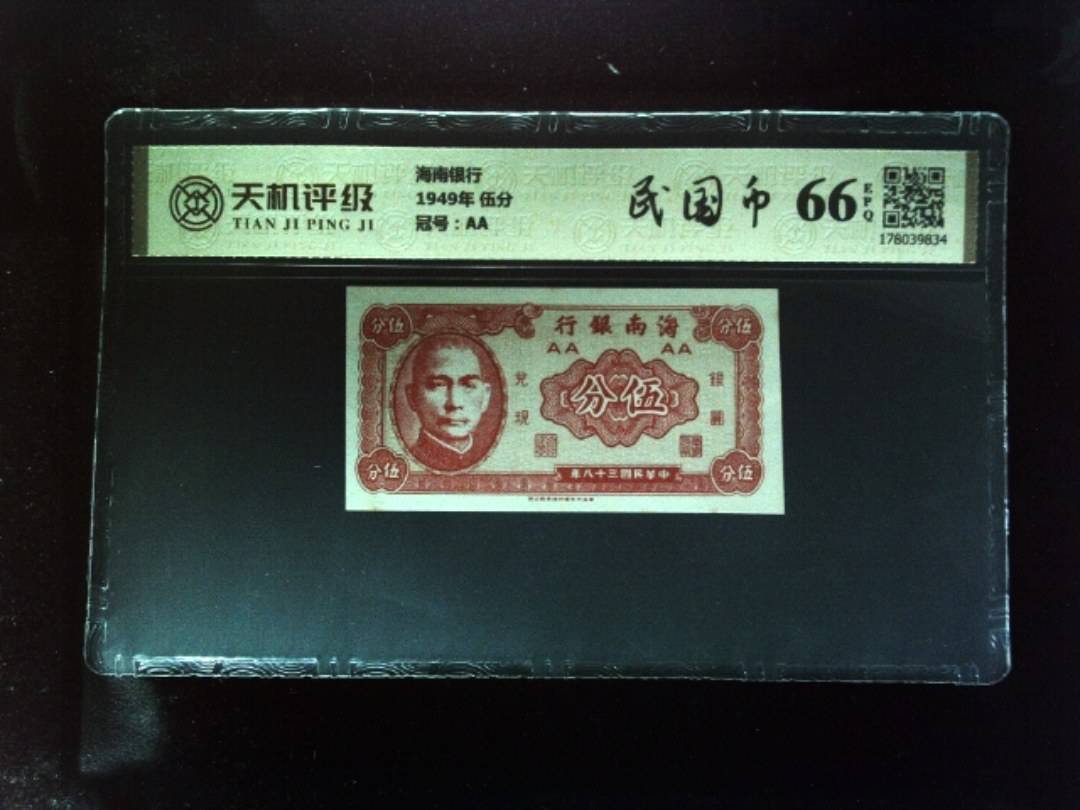 天机评级
TIAN JI PING JI
海南银行
1949年 伍分
冠号：AA
民国币
66
EPQ
178039834
伍分
伍分
海南銀行
AA
AA
兌現
伍分
銀圓
伍分
伍分
中華民國三十八年